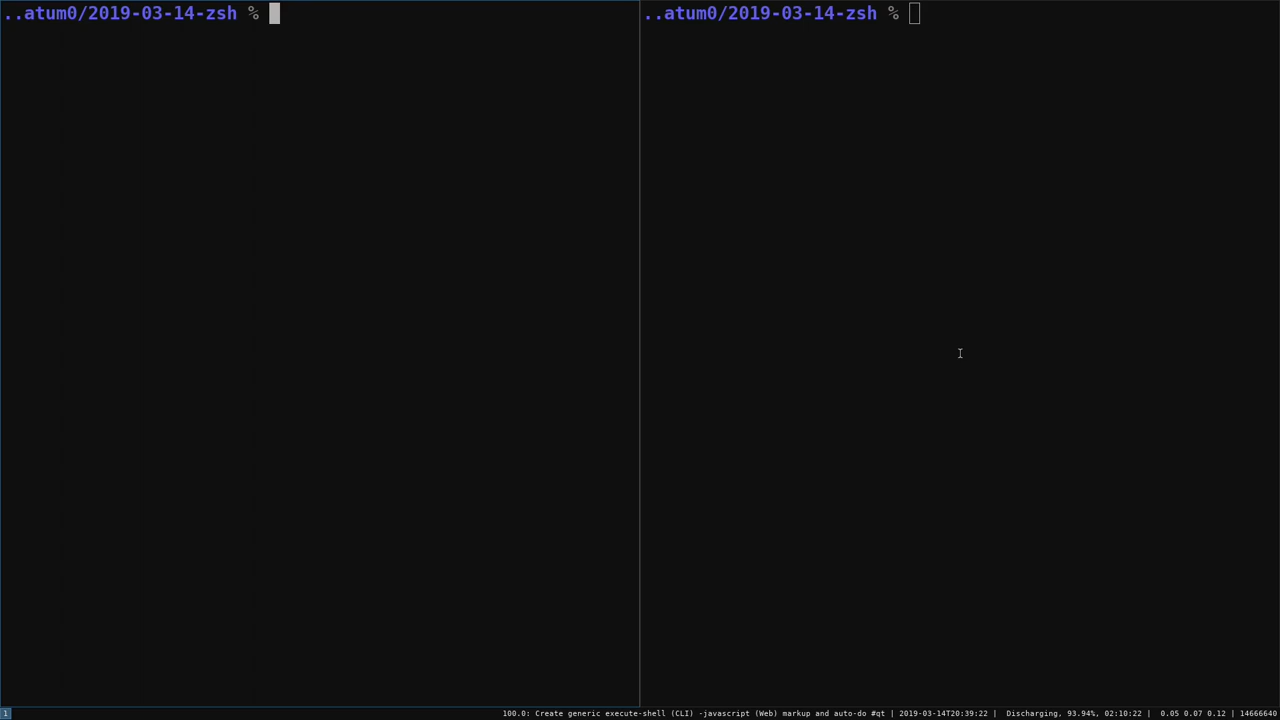 ..atum0/2019-03-14-zsh %
..atum0/2019-03-14-zsh %
1
100.0: Create generic execute-shell (CLI) -javascript (Web) markup and auto-do #qt | 2019-03-14T20:39:22 | Discharging, 93.94%, 02:10:22 | 0.05 0.07 0.12 | 14666640